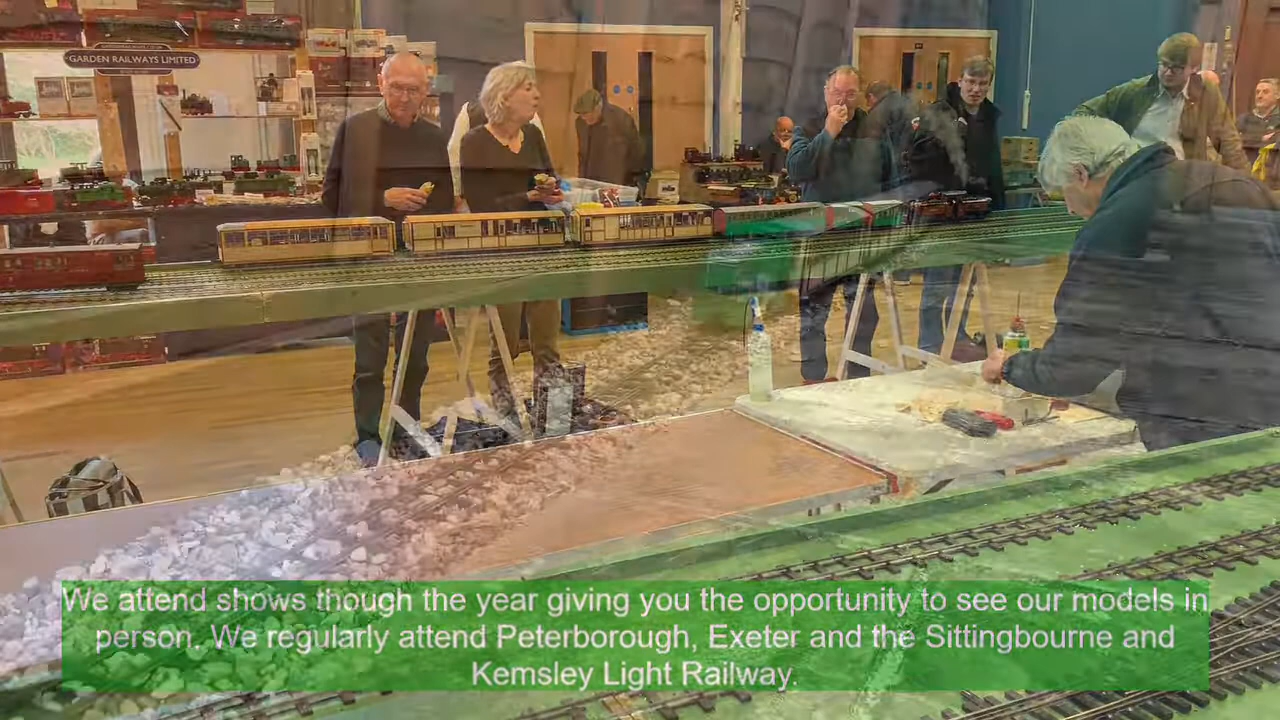 GARDEN RAILWAYS LIMITED
We attend shows though the year giving you the opportunity to see our models in
person. We regularly attend Peterborough, Exeter and the Sittingbourne and
Kemsley Light Railway.